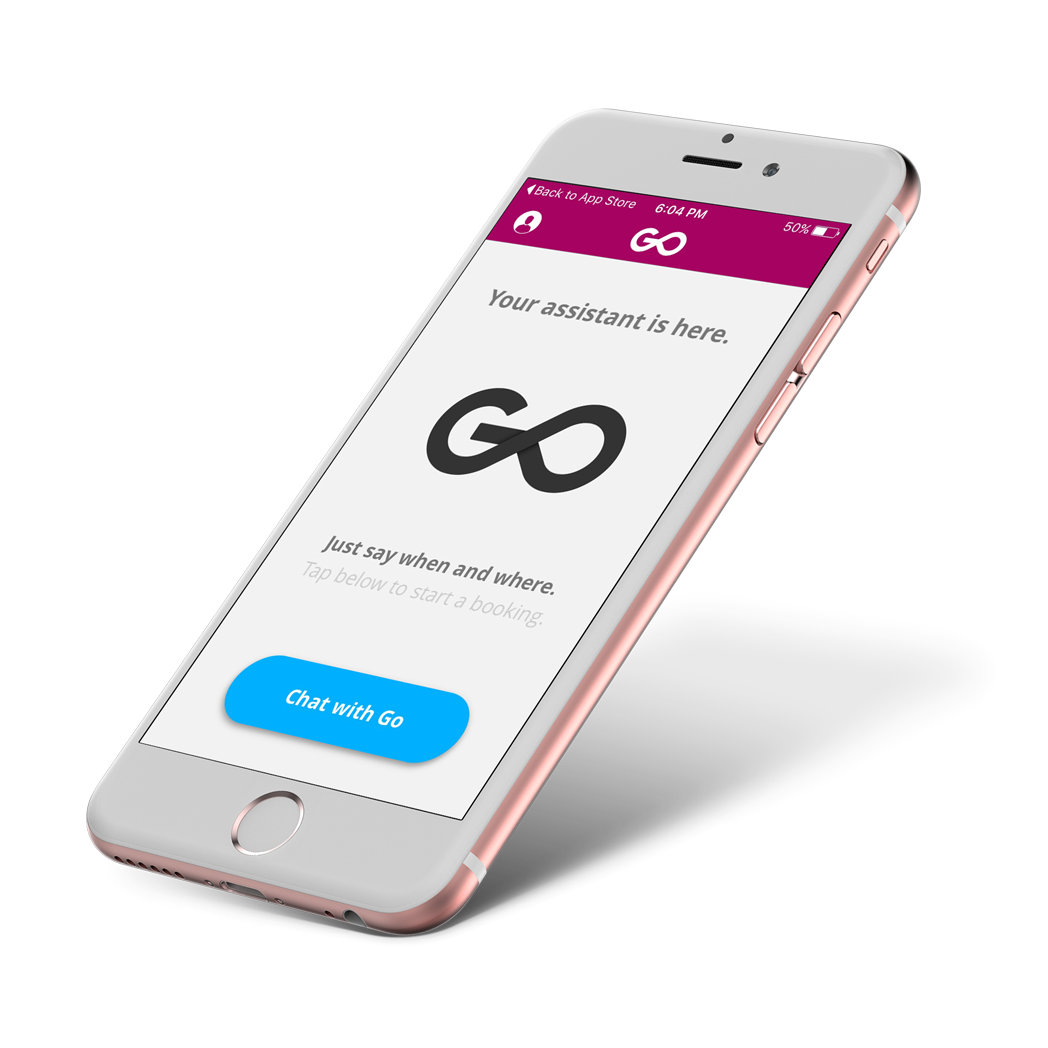 Back to App Store 6:04 PM 50%
GO
Your assistant is here.
GO
Just say when and where.
Tap below to start a booking.
Chat with Go